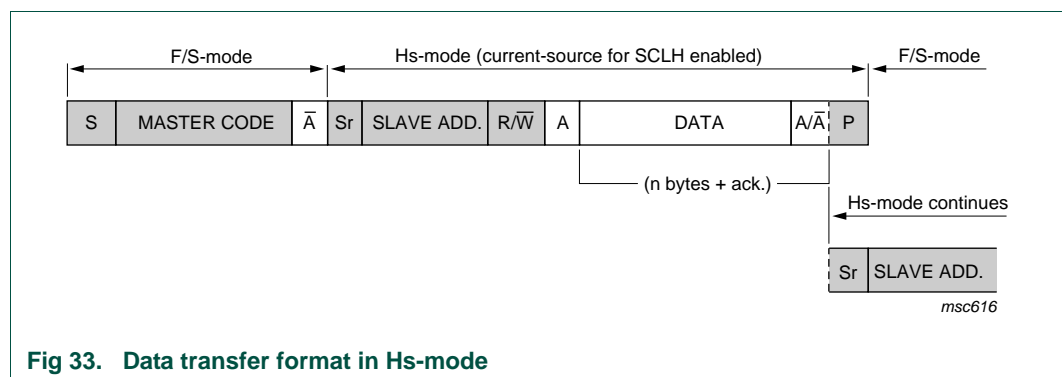 F/S-mode Hs-mode (current-source for SCLH enabled) F/S-mode
S MASTER CODE A̅ Sr SLAVE ADD. R/W̅ A DATA A/A̅ P
(n bytes + ack.)
Hs-mode continues
Sr SLAVE ADD.
msc616
Fig 33. Data transfer format in Hs-mode